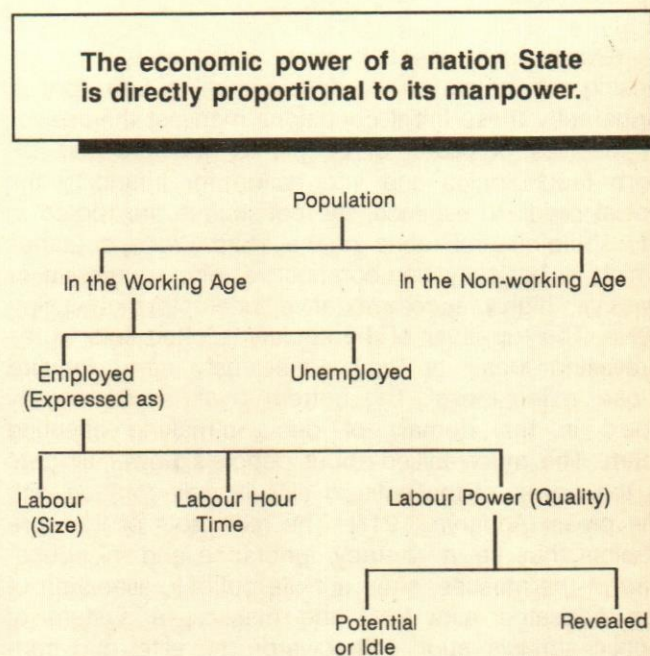 The economic power of a nation State
is directly proportional to its manpower.
Population
In the Working Age
In the Non-working Age
Employed
(Expressed as)
Unemployed
Labour
(Size)
Labour Hour
Time
Labour Power (Quality)
Potential
or Idle
Revealed